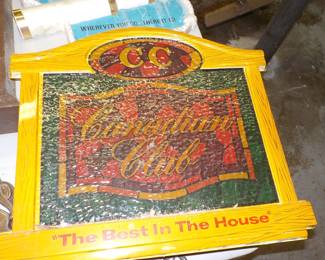 WHEREVER YOU GO... THERE IT IS
CC
Canadian
Club
"The Best In The House"